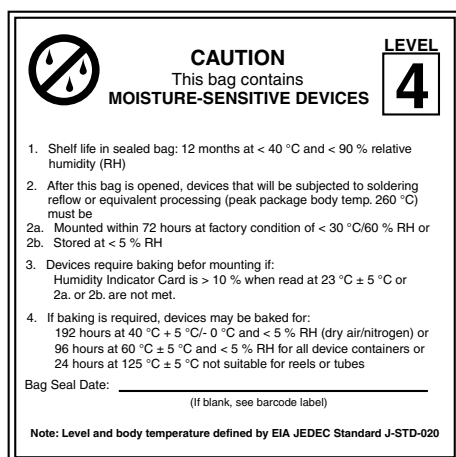 CAUTION
This bag contains
MOISTURE-SENSITIVE DEVICES
LEVEL
4
1. Shelf life in sealed bag: 12 months at < 40 °C and < 90 % relative
humidity (RH)
2. After this bag is opened, devices that will be subjected to soldering
reflow or equivalent processing (peak package body temp. 260 °C)
must be
2a. Mounted within 72 hours at factory condition of < 30 °C/60 % RH or
2b. Stored at < 5 % RH
3. Devices require baking befor mounting if:
Humidity Indicator Card is > 10 % when read at 23 °C ± 5 °C or
2a. or 2b. are not met.
4. If baking is required, devices may be baked for:
192 hours at 40 °C + 5 °C/- 0 °C and < 5 % RH (dry air/nitrogen) or
96 hours at 60 °C ± 5 °C and < 5 % RH for all device containers or
24 hours at 125 °C ± 5 °C not suitable for reels or tubes
Bag Seal Date:
(If blank, see barcode label)
Note: Level and body temperature defined by EIA JEDEC Standard J-STD-020